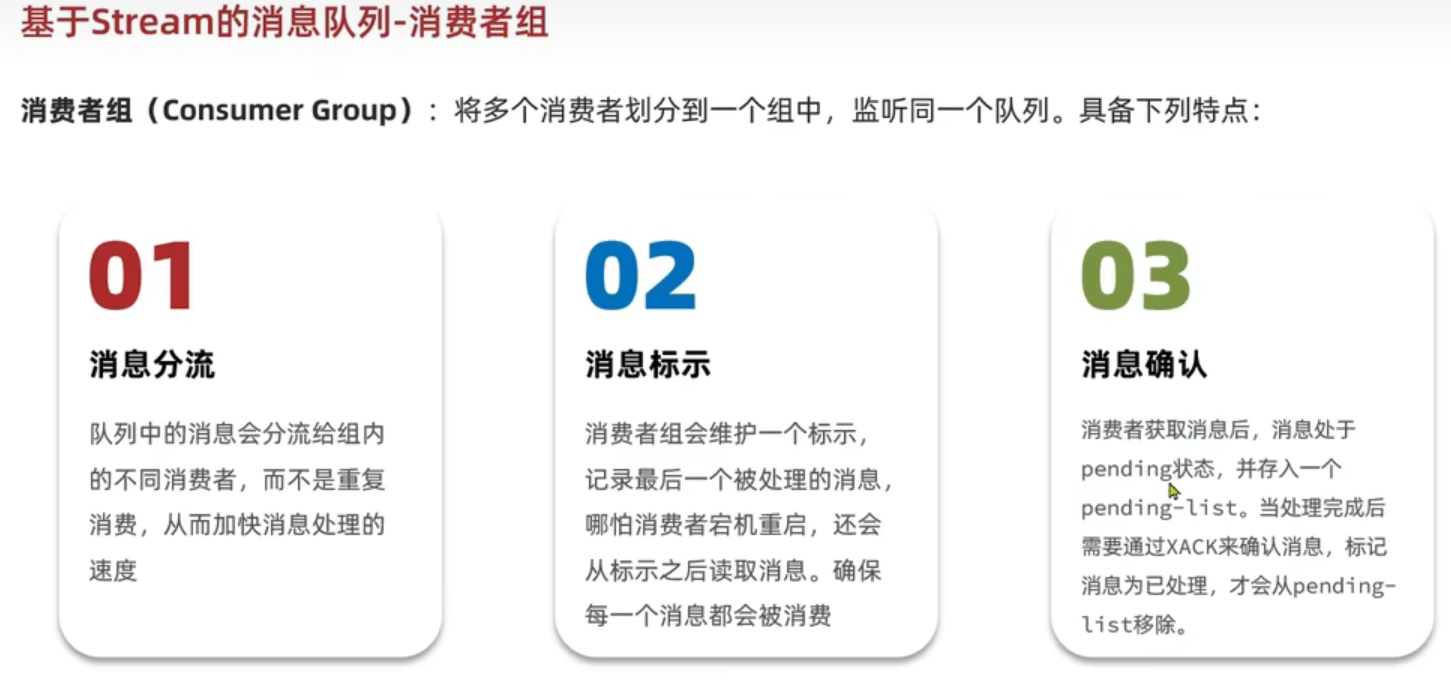 基于Stream的消息队列-消费者组
消费者组（Consumer Group）：将多个消费者划分到一个组中，监听同一个队列。具备下列特点：
01
消息分流
队列中的消息会分流给组内
的不同消费者，而不是重复
消费，从而加快消息处理的
速度
02
消息标示
消费者组会维护一个标示，
记录最后一个被处理的消息，
哪怕消费者宕机重启，还会
从标示之后读取消息。确保
每一个消息都会被消费
03
消息确认
消费者获取消息后，消息处于
pending状态，并存入一个
pending-list。当处理完成后
需要通过XACK来确认消息，标记
消息为已处理，才会从pending-
list移除。